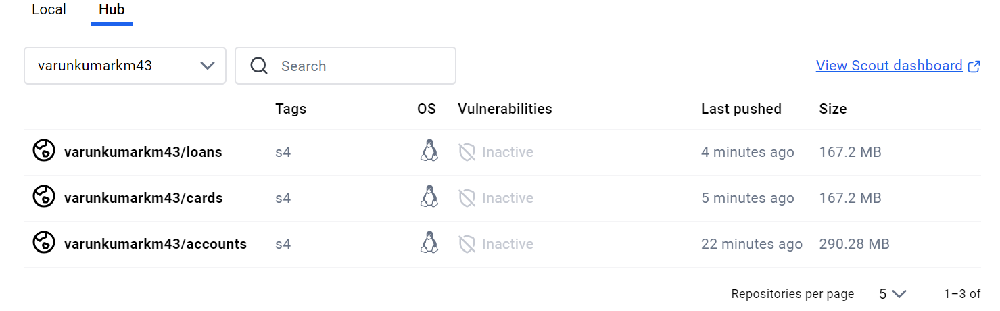 Local Hub
varunkumarkm43 Search View Scout dashboard
Tags OS Vulnerabilities Last pushed Size
varunkumarkm43/loans s4 Inactive 4 minutes ago 167.2 MB
varunkumarkm43/cards s4 Inactive 5 minutes ago 167.2 MB
varunkumarkm43/accounts s4 Inactive 22 minutes ago 290.28 MB
Repositories per page 5 1–3 of